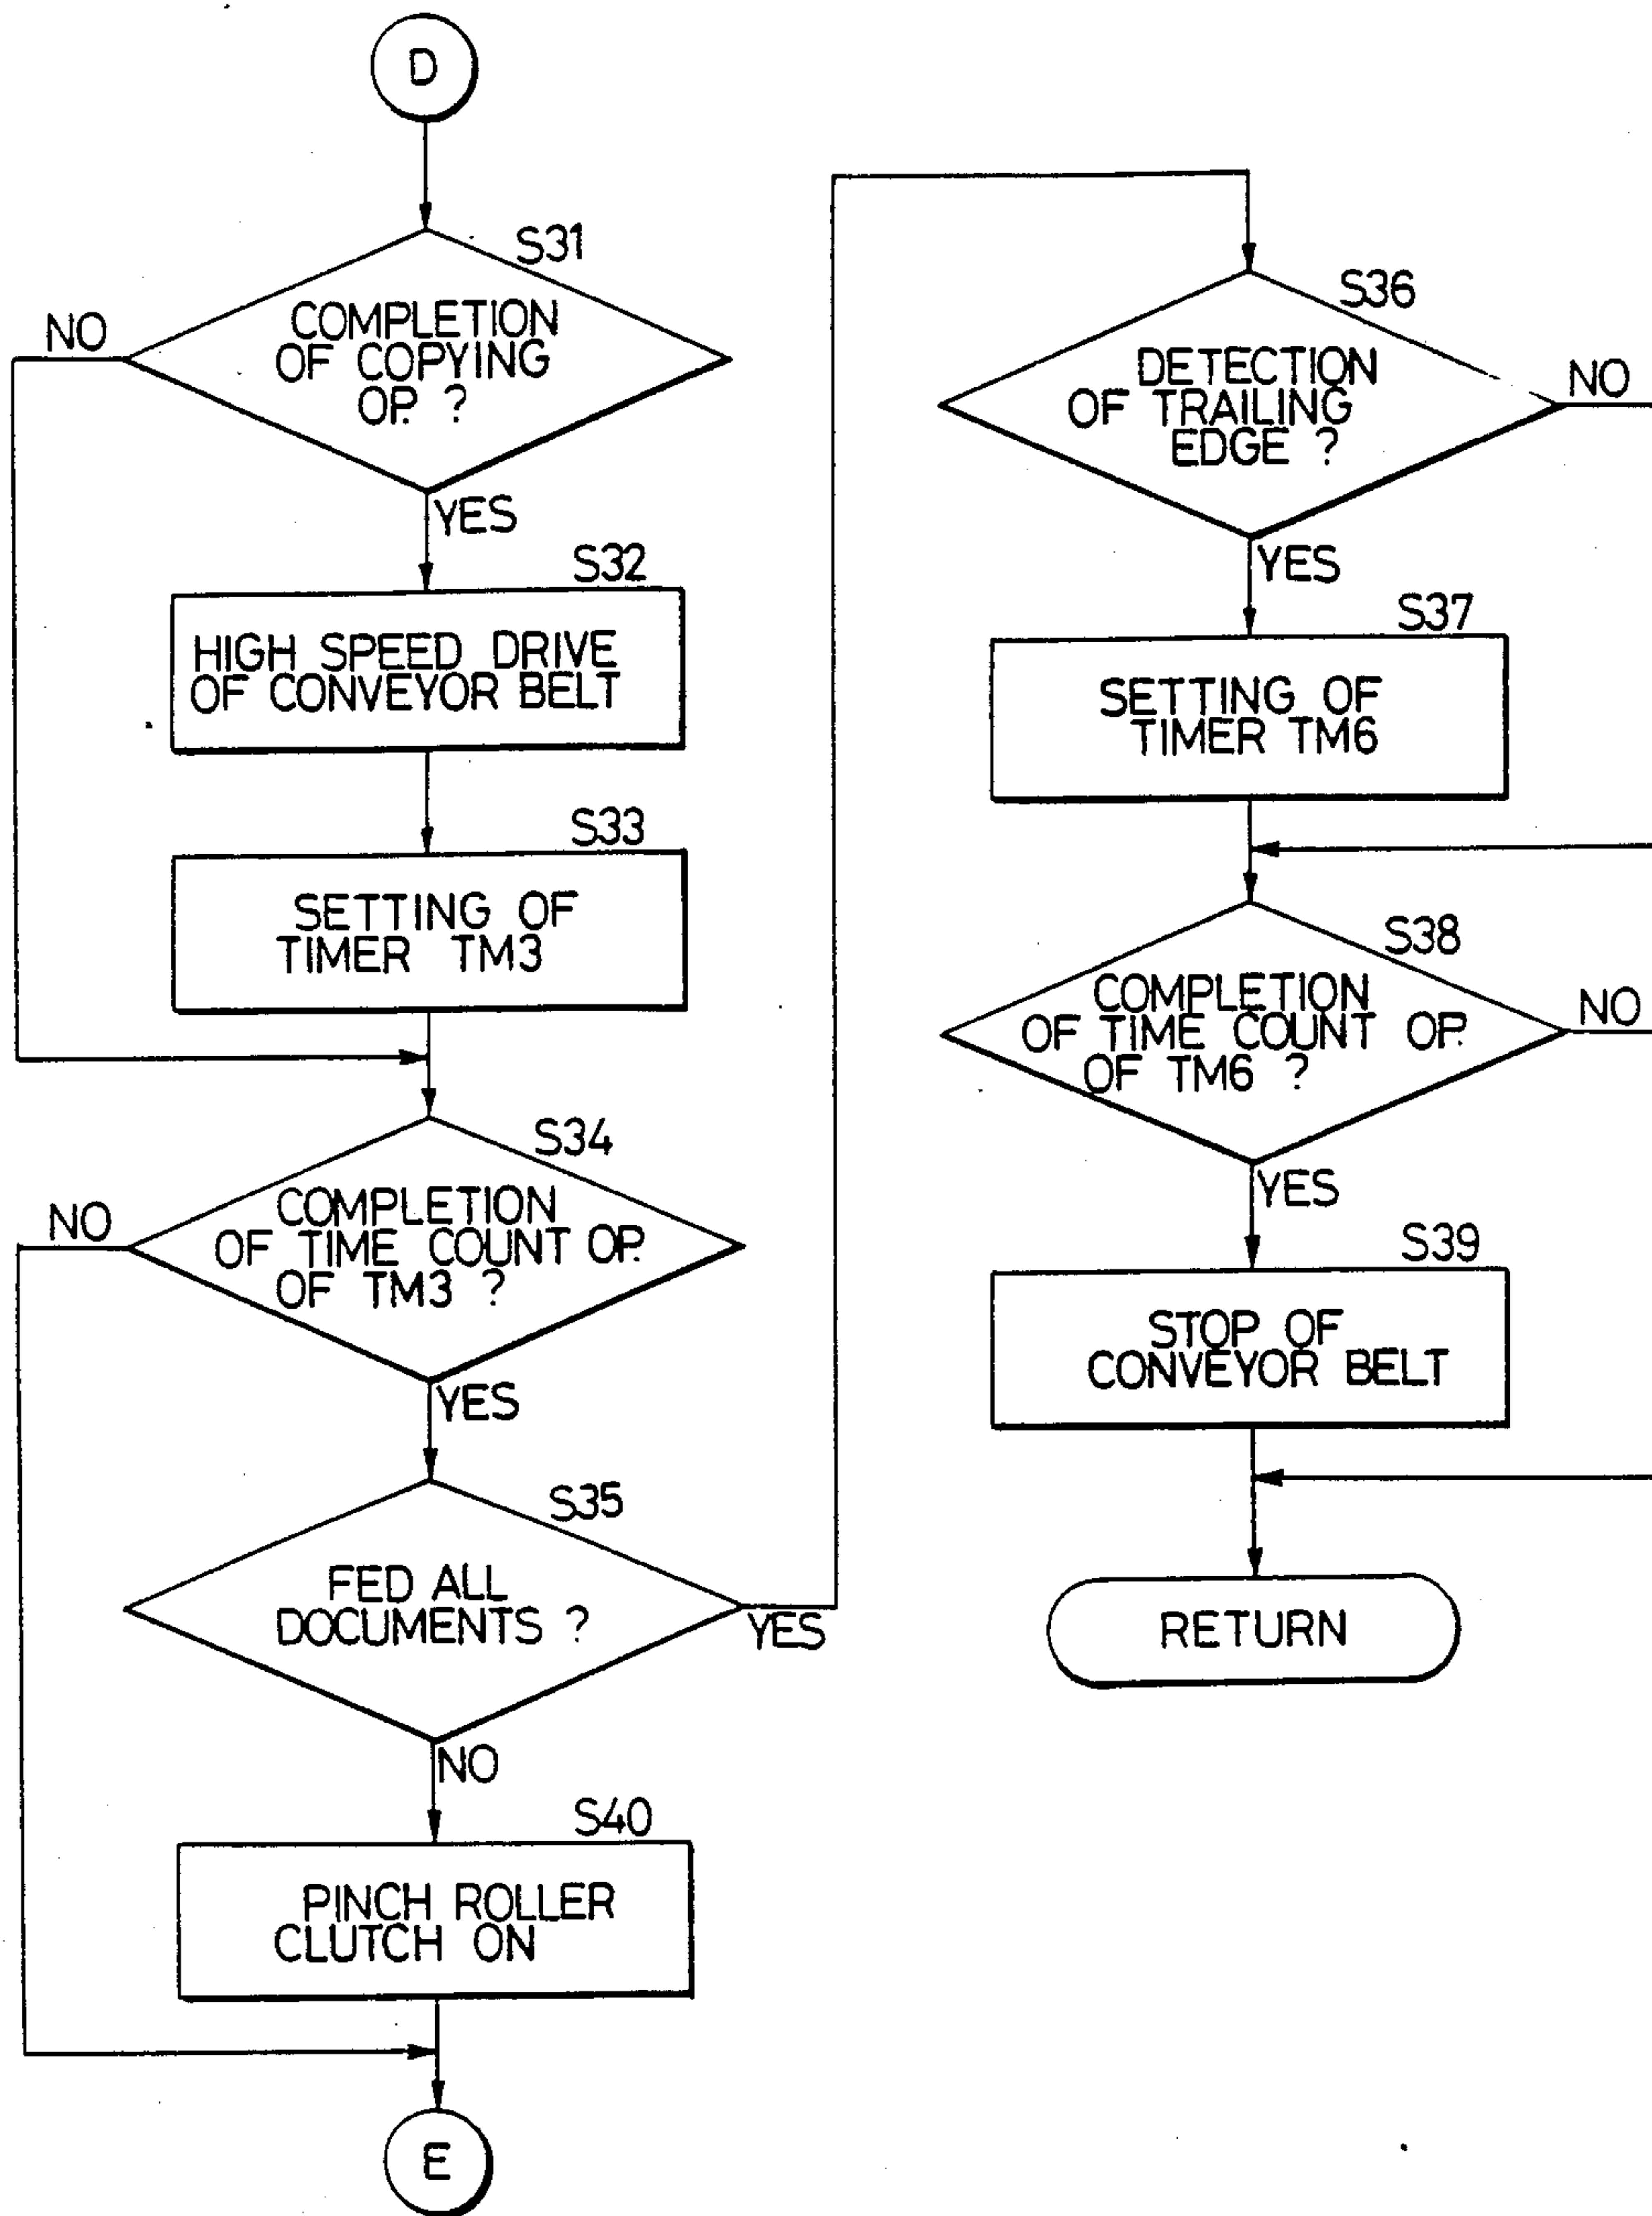 D
S31
NO
COMPLETION
OF COPYING
OP. ?
YES
S32
HIGH SPEED DRIVE
OF CONVEYOR BELT
S33
SETTING OF
TIMER TM3
S34
NO
COMPLETION
OF TIME COUNT OP.
OF TM3 ?
YES
S35
FED ALL
DOCUMENTS ?
YES
NO
S40
PINCH ROLLER
CLUTCH ON
E
S36
DETECTION
OF TRAILING
EDGE ?
NO
YES
S37
SETTING OF
TIMER TM6
S38
COMPLETION
OF TIME COUNT OP.
OF TM6 ?
NO
YES
S39
STOP OF
CONVEYOR BELT
RETURN